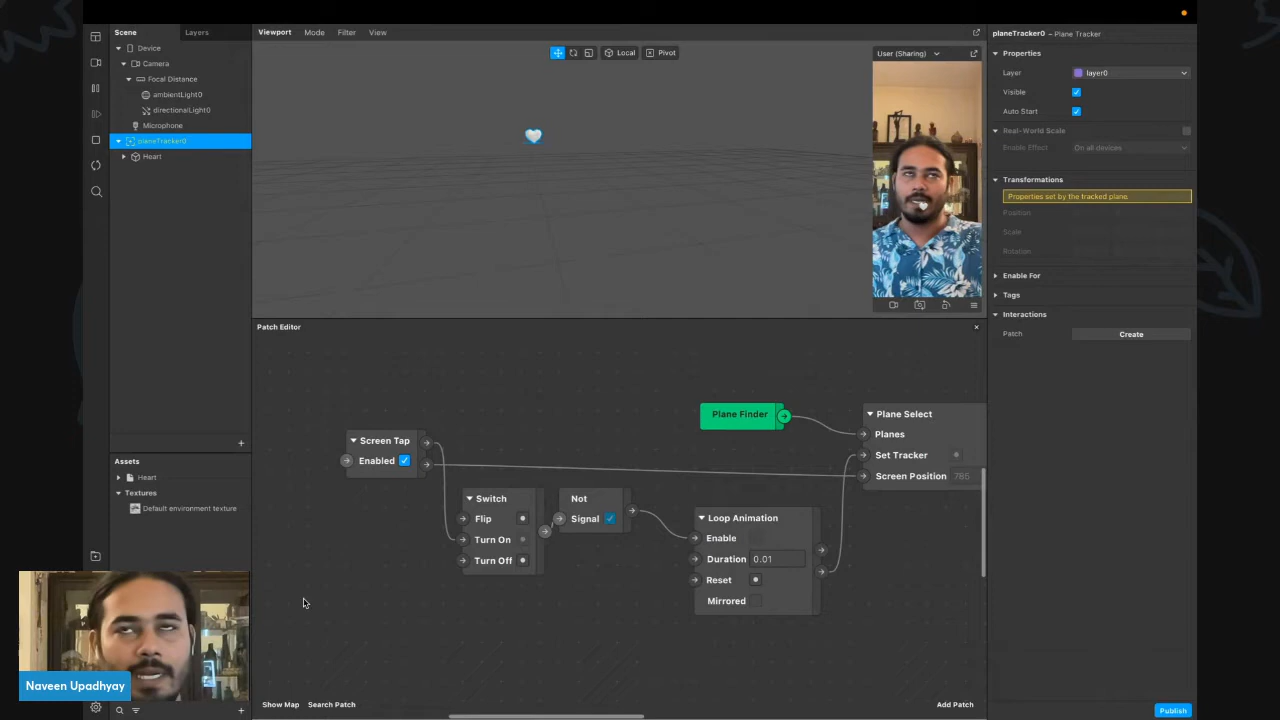 Scene
Layers
Device
Camera
Focal Distance
ambientLight0
directionalLight0
Microphone
planeTracker0
Heart
Assets
Heart
Textures
Default environment texture
Naveen Upadhyay
Viewport
Mode
Filter
View
Local
Pivot
User (Sharing)
Patch Editor
Plane Finder
Plane Select
Planes
Set Tracker
Screen Position
785
Screen Tap
Enabled
Switch
Flip
Turn On
Turn Off
Not
Signal
Loop Animation
Enable
Duration 0.01
Reset
Mirrored
Show Map
Search Patch
Add Patch
planeTracker0 – Plane Tracker
Properties
Layer layer0
Visible
Auto Start
Real-World Scale
Enable Effect On all devices
Transformations
Properties set by the tracked plane.
Position
Scale
Rotation
Enable For
Tags
Interactions
Patch Create
Publish